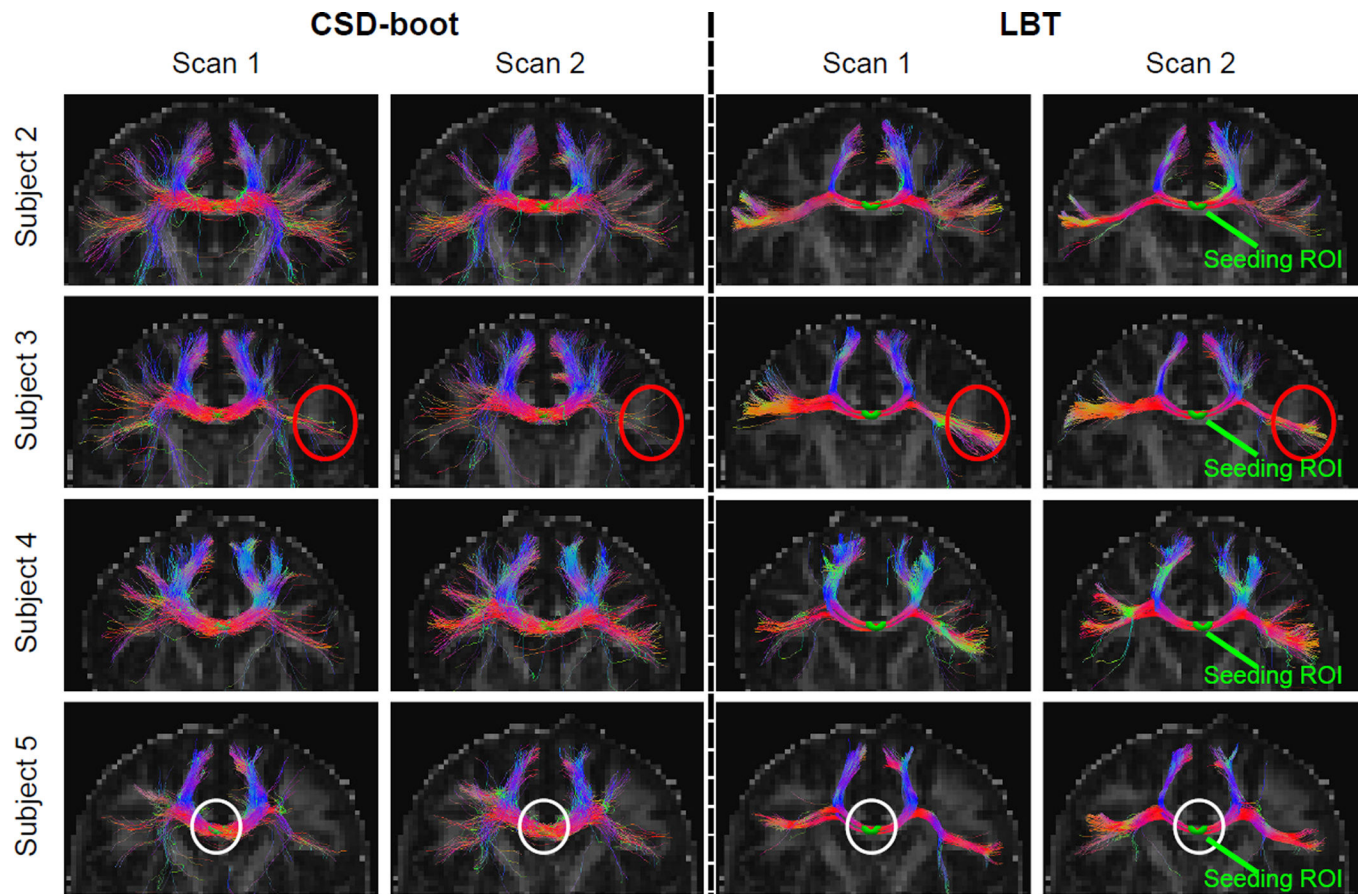 CSD-boot
LBT
Scan 1
Scan 2
Scan 1
Scan 2
Subject 2
Seeding ROI
Subject 3
Seeding ROI
Subject 4
Seeding ROI
Subject 5
Seeding ROI